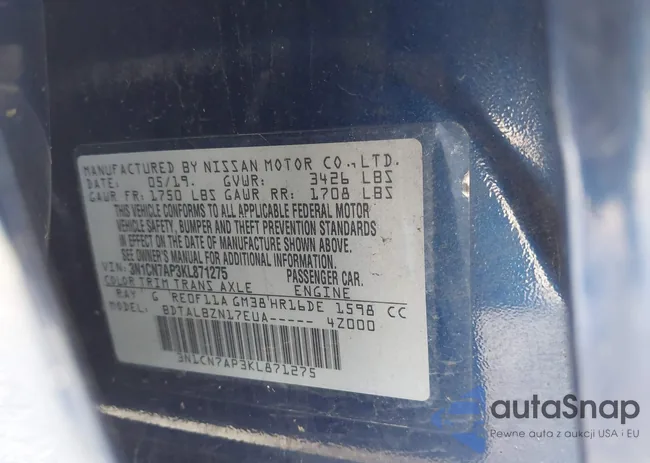 MANUFACTURED BY NISSAN MOTOR CO.,LTD.
DATE: 05/19. GVWR: 3426 LBS
GAWR FR: 1750 LBS GAWR RR: 1708 LBS
THIS VEHICLE CONFORMS TO ALL APPLICABLE FEDERAL MOTOR
VEHICLE SAFETY, BUMPER AND THEFT PREVENTION STANDARDS
IN EFFECT ON THE DATE OF MANUFACTURE SHOWN ABOVE.
SEE OWNER'S MANUAL FOR ADDITIONAL INFORMATION.
VIN: 3N1CN7AP3KL871275 PASSENGER CAR.
COLOR TRIM TRANS AXLE ENGINE
RAY G RE0F11A GM38 HR16DE 1598 CC
MODEL: BDTALBZN17EUA----- 4Z000
3N1CN7AP3KL871275
autaSnap
Pewne auta z aukcji USA i EU